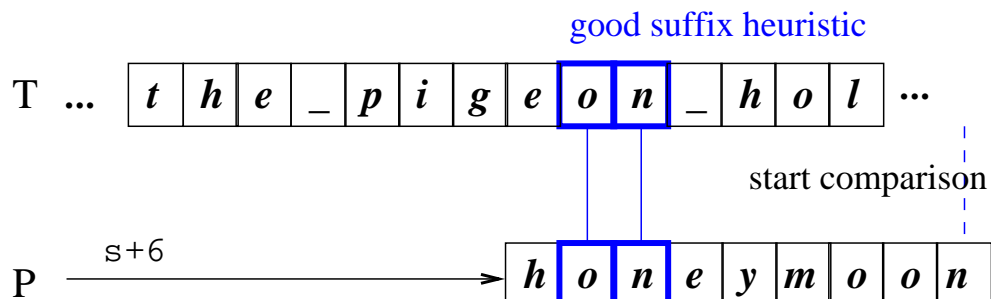 good suffix heuristic
T ... t h e _ p i g e o n _ h o l ...
start comparison
s+6
P h o n e y m o o n